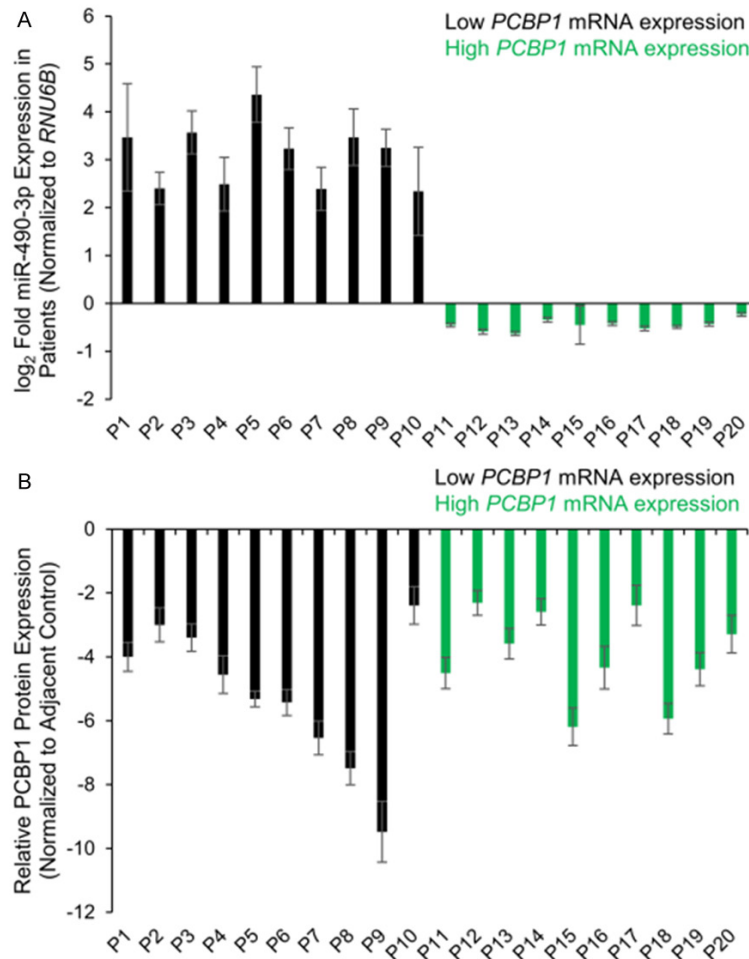 A
Low PCBP1 mRNA expression
High PCBP1 mRNA expression
log2 Fold miR-490-3p Expression in
Patients (Normalized to RNU6B)
6
5
4
3
2
1
0
-1
-2
P1 P2 P3 P4 P5 P6 P7 P8 P9 P10 P11 P12 P13 P14 P15 P16 P17 P18 P19 P20
B
Low PCBP1 mRNA expression
High PCBP1 mRNA expression
Relative PCBP1 Protein Expression
(Normalized to Adjacent Control)
0
-2
-4
-6
-8
-10
-12
P1 P2 P3 P4 P5 P6 P7 P8 P9 P10 P11 P12 P13 P14 P15 P16 P17 P18 P19 P20